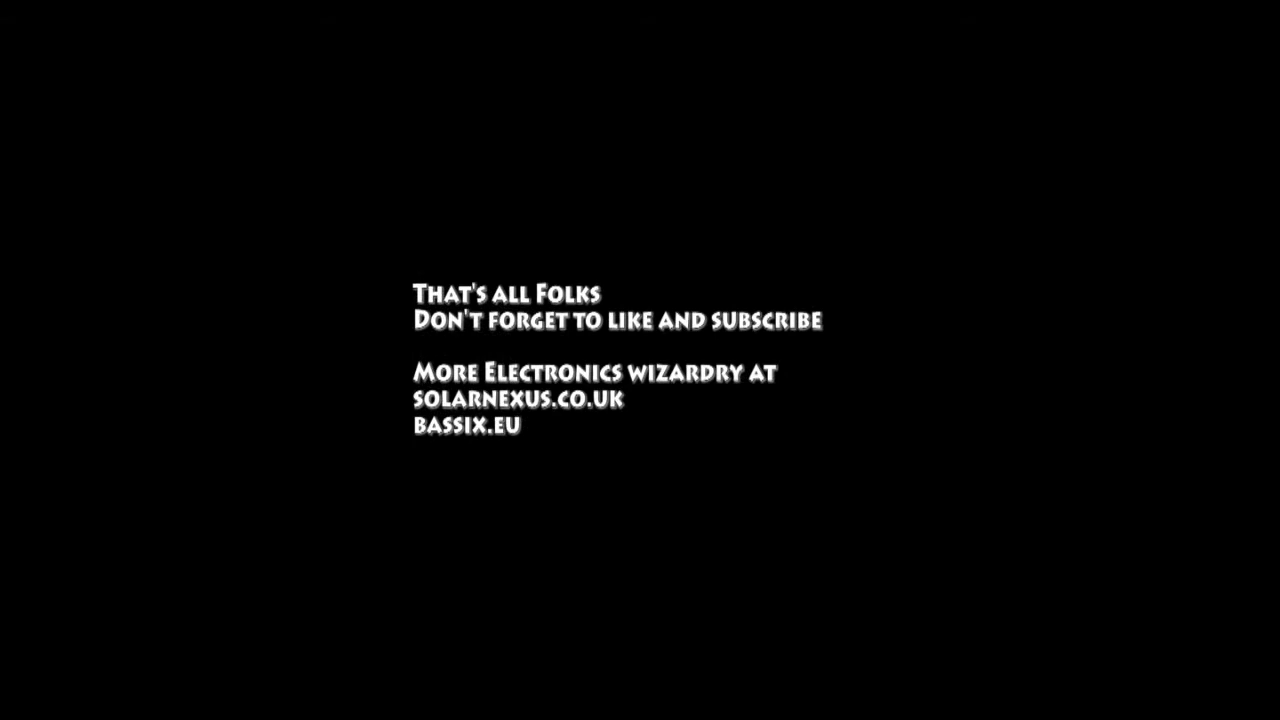 That's all Folks
Don't forget to like and subscribe
More Electronics wizardry at
solarnexus.co.uk
bassix.eu